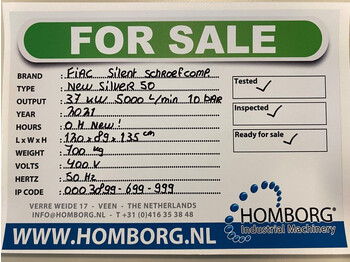 FOR SALE
BRAND : FiAC Silent schroefcomp.
TYPE : New Silver 50
OUTPUT : 37 kW 5000 L/min 10 bar
YEAR : 2021
HOURS : 0 H New!
L x W x H : 120 x 89 x 135 cm
WEIGHT : 700 kg
VOLTS : 400 V
HERTZ : 50 Hz
IP CODE : 0003899-699-999
Tested ✓
Inspected ✓
Ready for sale ✓
VERRE WEIDE 17 - VEEN - THE NETHERLANDS
INFO@HOMBORG.NL - T +31 (0)416 35 38 48
WWW.HOMBORG.NL
HOMBORG®
Industrial Machinery